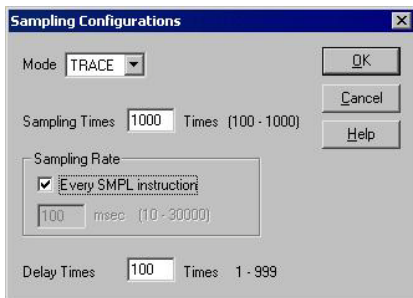 Sampling Configurations
Mode TRACE
OK
Cancel
Help
Sampling Times 1000 Times (100 - 1000)
Sampling Rate
Every SMPL instruction
100 msec (10 - 30000)
Delay Times 100 Times 1 - 999